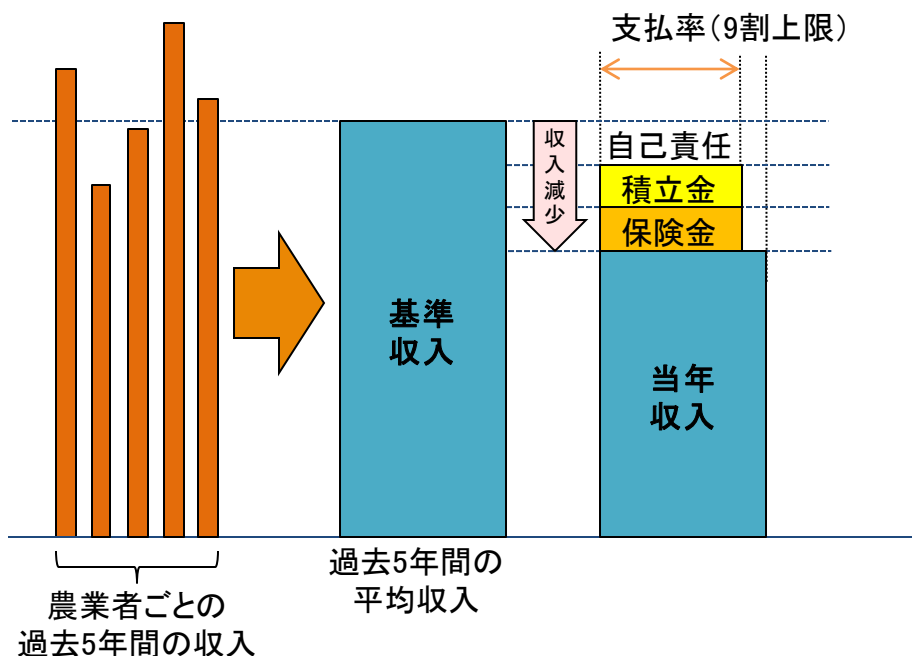 支払率（9割上限）
収入減少
自己責任
積立金
保険金
基準
収入
当年
収入
過去5年間の
平均収入
農業者ごとの
過去5年間の収入